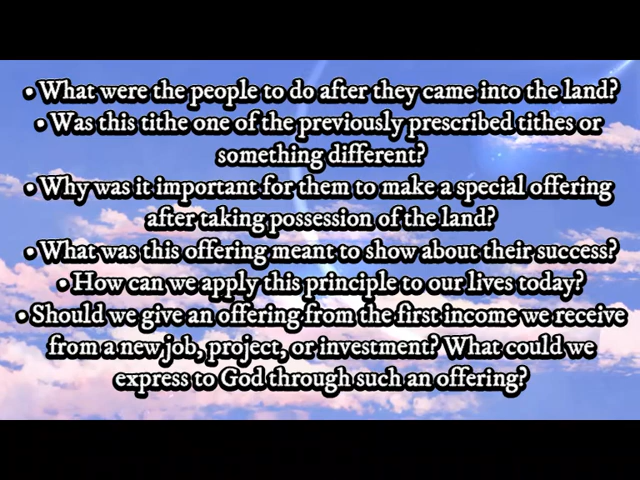 • What were the people to do after they came into the land?
• Was this tithe one of the previously prescribed tithes or
something different?
• Why was it important for them to make a special offering
after taking possession of the land?
• What was this offering meant to show about their success?
• How can we apply this principle to our lives today?
• Should we give an offering from the first income we receive
from a new job, project, or investment? What could we
express to God through such an offering?